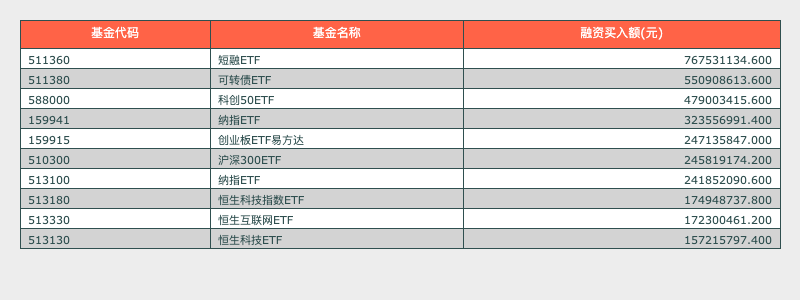 基金代码 基金名称 融资买入额(元)
511360 短融ETF 767531134.600
511380 可转债ETF 550908613.600
588000 科创50ETF 479003415.600
159941 纳指ETF 323556991.400
159915 创业板ETF易方达 247135847.000
510300 沪深300ETF 245819174.200
513100 纳指ETF 241852090.600
513180 恒生科技指数ETF 174948737.800
513330 恒生互联网ETF 172300461.200
513130 恒生科技ETF 157215797.400